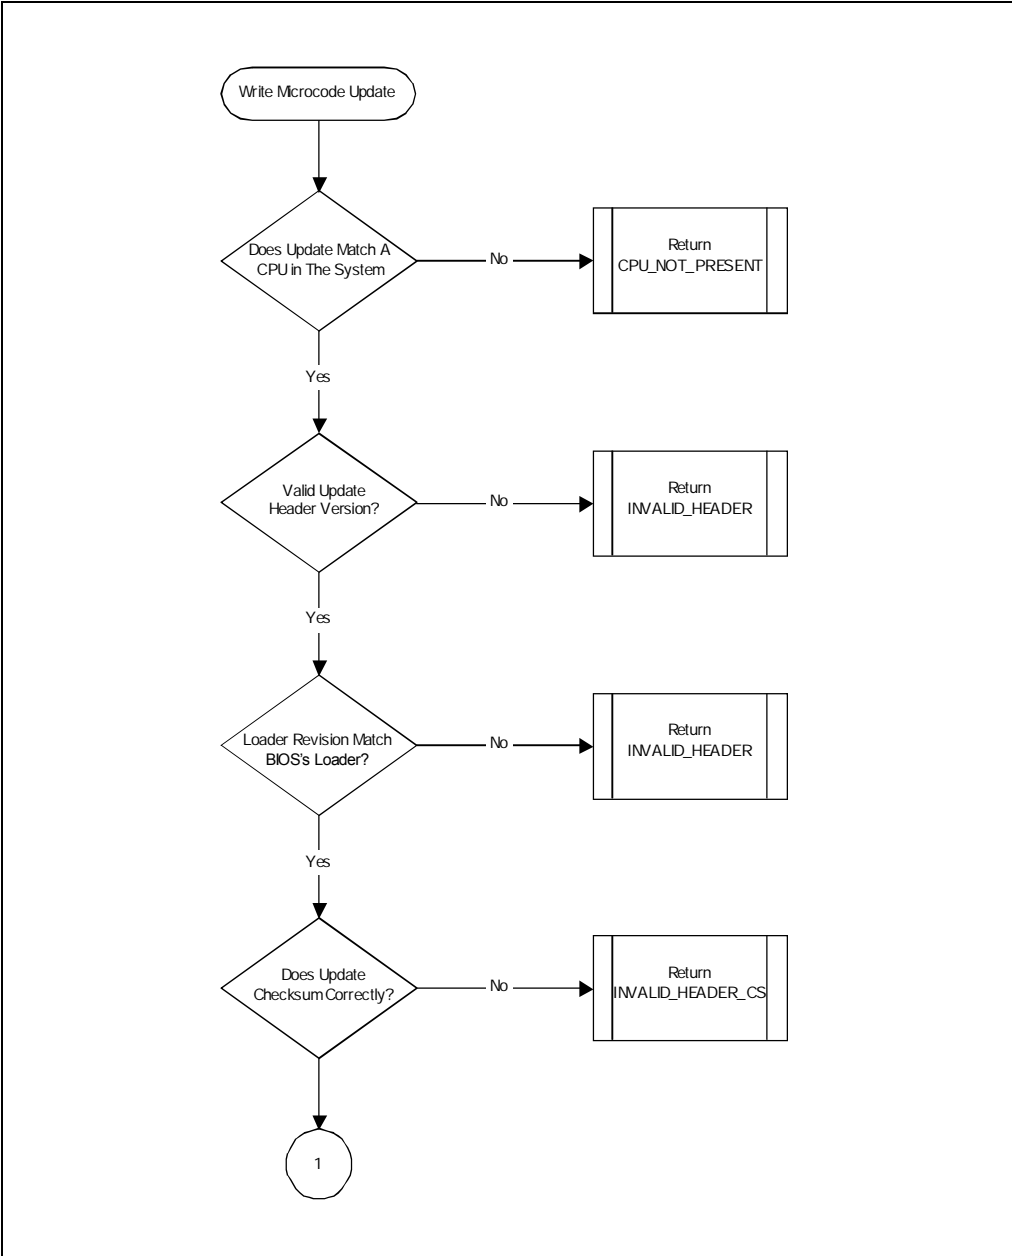 Write Microcode Update
Does Update Match A
CPU in The System
No
Return
CPU_NOT_PRESENT
Yes
Valid Update
Header Version?
No
Return
INVALID_HEADER
Yes
Loader Revision Match
BIOS's Loader?
No
Return
INVALID_HEADER
Yes
Does Update
Checksum Correctly?
No
Return
INVALID_HEADER_CS
1